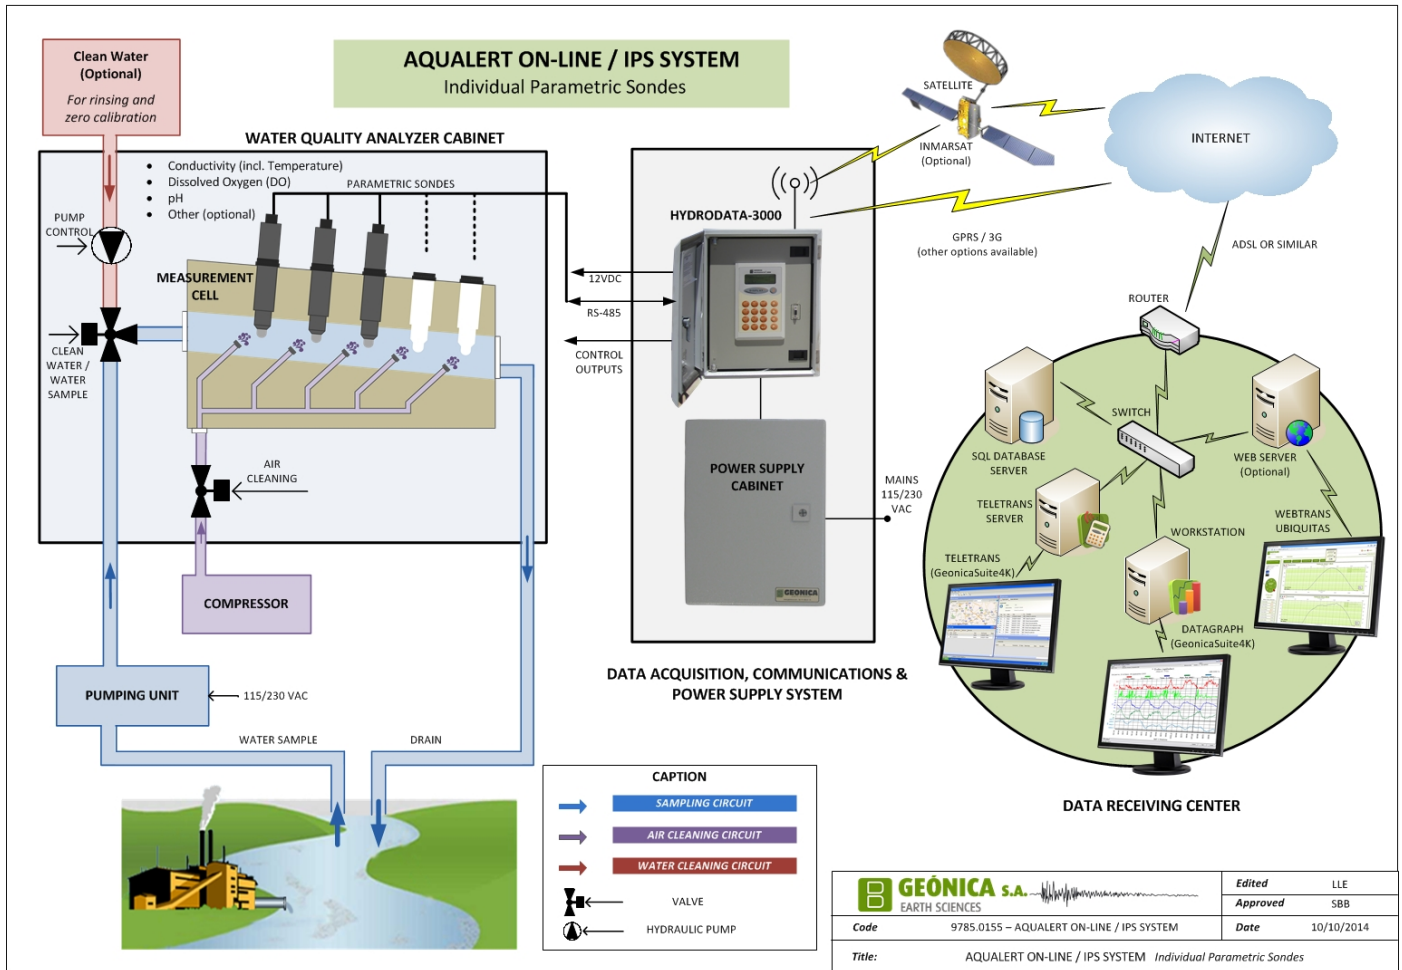 AQUALERT ON-LINE / IPS SYSTEM
Individual Parametric Sondes
Clean Water
(Optional)
For rinsing and
zero calibration
WATER QUALITY ANALYZER CABINET
• Conductivity (incl. Temperature)
• Dissolved Oxygen (DO)
• pH
• Other (optional)
PARAMETRIC SONDES
PUMP
CONTROL
MEASUREMENT
CELL
CLEAN
WATER /
WATER
SAMPLE
AIR
CLEANING
COMPRESSOR
PUMPING UNIT
115/230 VAC
WATER SAMPLE
DRAIN
12VDC
RS-485
CONTROL
OUTPUTS
HYDRODATA-3000
POWER SUPPLY
CABINET
GEONICA
MAINS
115/230
VAC
DATA ACQUISITION, COMMUNICATIONS &
POWER SUPPLY SYSTEM
SATELLITE
INMARSAT
(Optional)
INTERNET
GPRS / 3G
(other options available)
ADSL OR SIMILAR
ROUTER
SWITCH
SQL DATABASE
SERVER
WEB SERVER
(Optional)
TELETRANS
SERVER
WEBTRANS
UBIQUITAS
WORKSTATION
TELETRANS
(GeonicaSuite4K)
DATAGRAPH
(GeonicaSuite4K)
DATA RECEIVING CENTER
CAPTION
SAMPLING CIRCUIT
AIR CLEANING CIRCUIT
WATER CLEANING CIRCUIT
VALVE
HYDRAULIC PUMP
GEÓNICA S.A.
EARTH SCIENCES
Edited LLE
Approved SBB
Code 9785.0155 – AQUALERT ON-LINE / IPS SYSTEM
Date 10/10/2014
Title: AQUALERT ON-LINE / IPS SYSTEM Individual Parametric Sondes